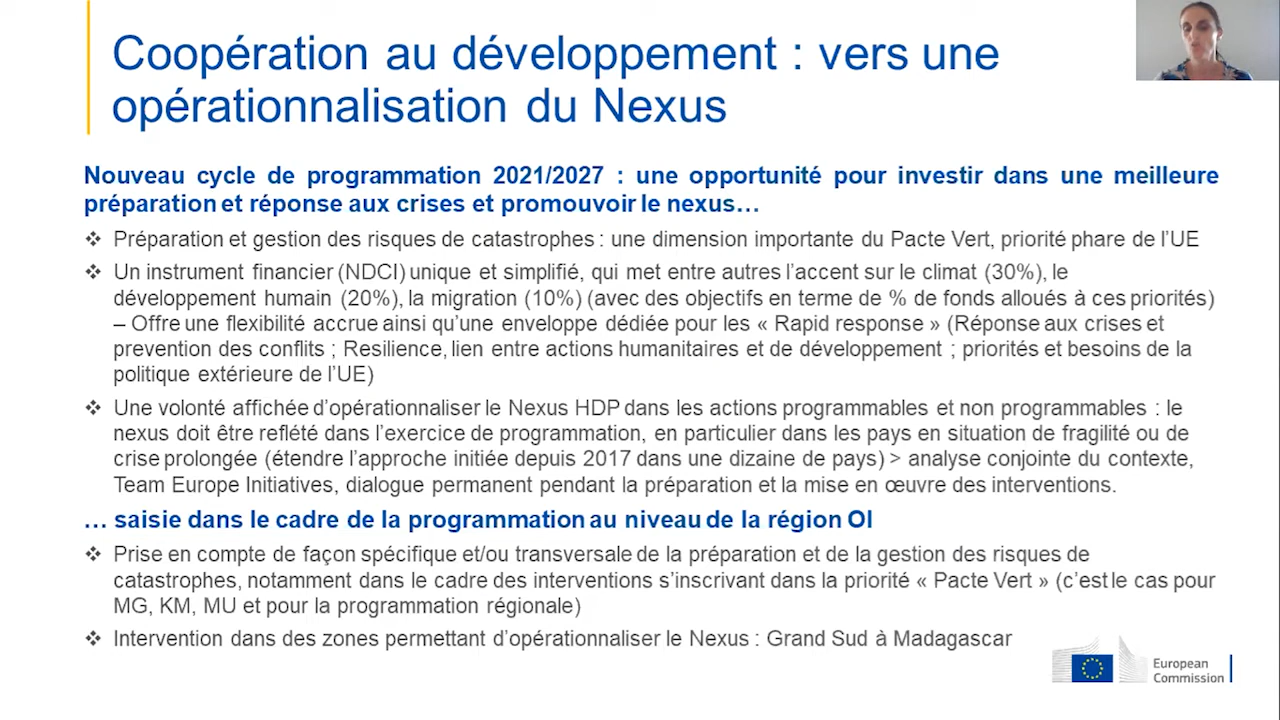 Coopération au développement : vers une
opérationnalisation du Nexus
Nouveau cycle de programmation 2021/2027 : une opportunité pour investir dans une meilleure
préparation et réponse aux crises et promouvoir le nexus…
❖ Préparation et gestion des risques de catastrophes : une dimension importante du Pacte Vert, priorité phare de l’UE
❖ Un instrument financier (NDCI) unique et simplifié, qui met entre autres l’accent sur le climat (30%), le
développement humain (20%), la migration (10%) (avec des objectifs en terme de % de fonds alloués à ces priorités)
– Offre une flexibilité accrue ainsi qu’une enveloppe dédiée pour les « Rapid response » (Réponse aux crises et
prevention des conflits ; Resilience, lien entre actions humanitaires et de développement ; priorités et besoins de la
politique extérieure de l’UE)
❖ Une volonté affichée d’opérationnaliser le Nexus HDP dans les actions programmables et non programmables : le
nexus doit être reflété dans l’exercice de programmation, en particulier dans les pays en situation de fragilité ou de
crise prolongée (étendre l’approche initiée depuis 2017 dans une dizaine de pays) > analyse conjointe du contexte,
Team Europe Initiatives, dialogue permanent pendant la préparation et la mise en œuvre des interventions.
… saisie dans le cadre de la programmation au niveau de la région OI
❖ Prise en compte de façon spécifique et/ou transversale de la préparation et de la gestion des risques de
catastrophes, notamment dans le cadre des interventions s’inscrivant dans la priorité « Pacte Vert » (c’est le cas pour
MG, KM, MU et pour la programmation régionale)
❖ Intervention dans des zones permettant d’opérationnaliser le Nexus : Grand Sud à Madagascar
European
Commission